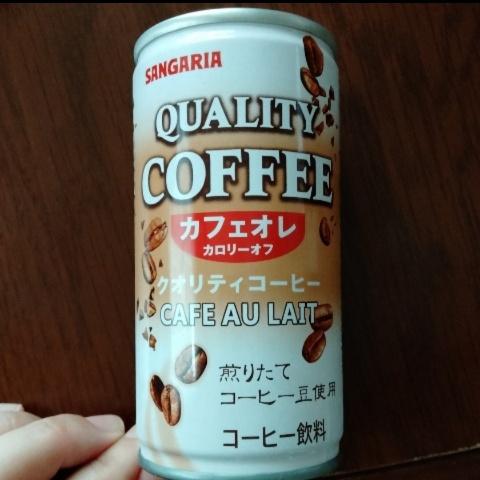 SANGARIA
QUALITY
COFFEE
カフェオレ
カロリーオフ
クオリティコーヒー
CAFE AU LAIT
煎りたて
コーヒー豆使用
コーヒー飲料